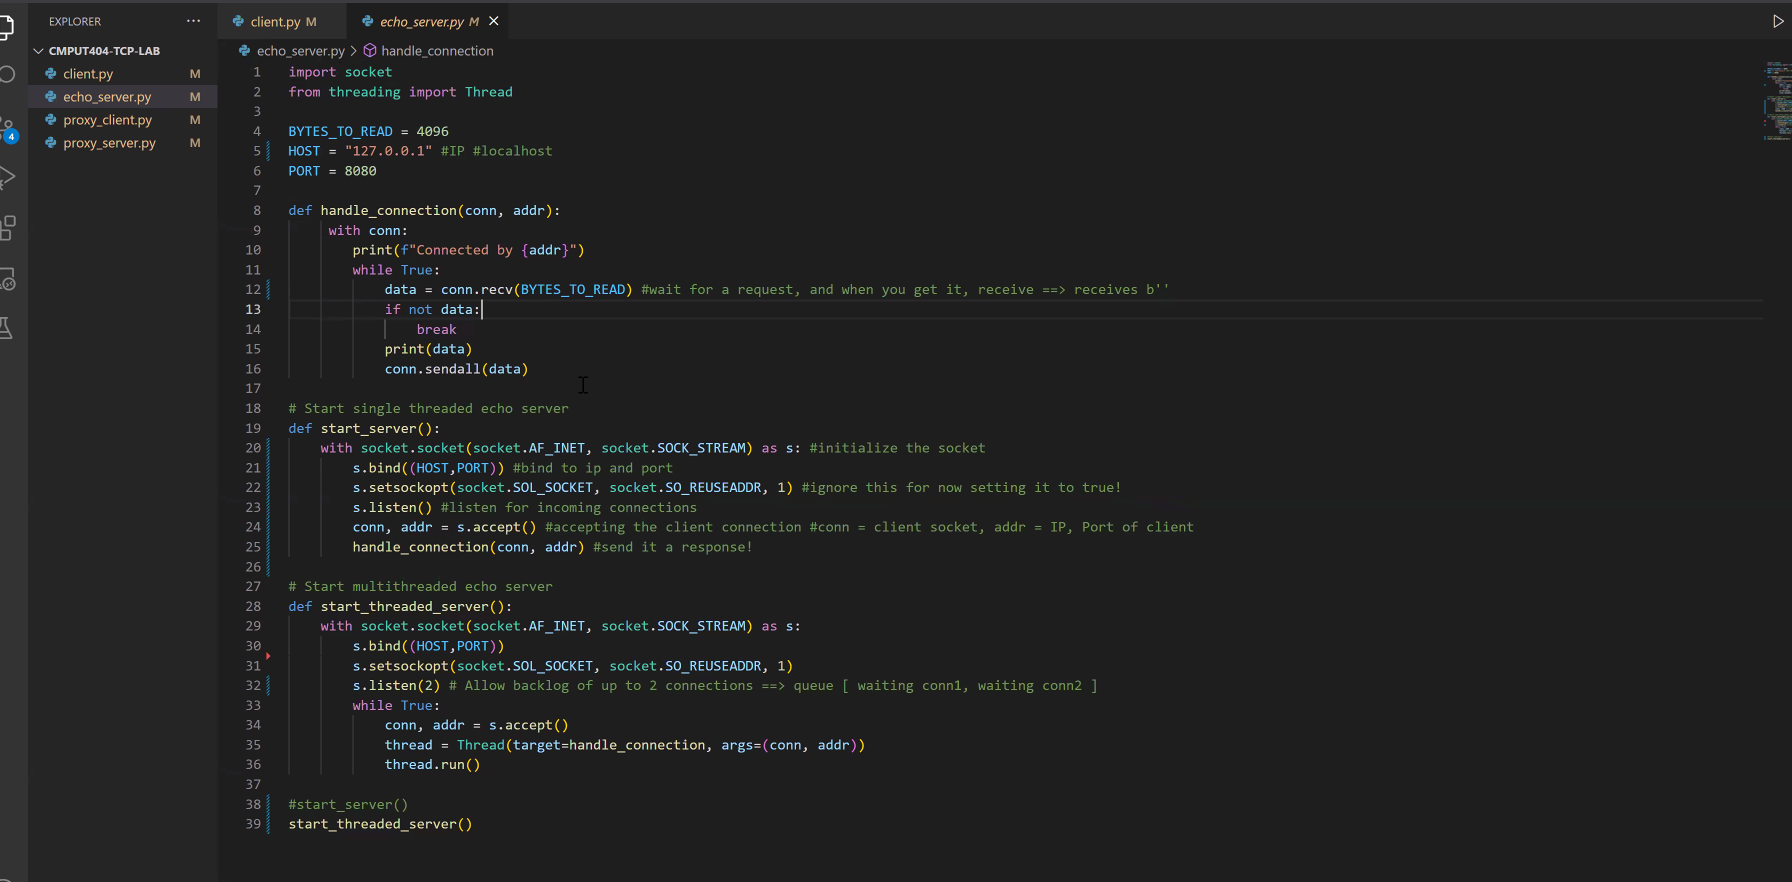 EXPLORER
CMPUT404-TCP-LAB
client.py M
echo_server.py M
proxy_client.py M
proxy_server.py M
4
client.py M
echo_server.py M
echo_server.py > handle_connection
1 import socket
2 from threading import Thread
3
4 BYTES_TO_READ = 4096
5 HOST = "127.0.0.1" #IP #localhost
6 PORT = 8080
7
8 def handle_connection(conn, addr):
9 with conn:
10 print(f"Connected by {addr}")
11 while True:
12 data = conn.recv(BYTES_TO_READ) #wait for a request, and when you get it, receive ==> receives b''
13 if not data:
14 break
15 print(data)
16 conn.sendall(data)
17
18 # Start single threaded echo server
19 def start_server():
20 with socket.socket(socket.AF_INET, socket.SOCK_STREAM) as s: #initialize the socket
21 s.bind((HOST,PORT)) #bind to ip and port
22 s.setsockopt(socket.SOL_SOCKET, socket.SO_REUSEADDR, 1) #ignore this for now setting it to true!
23 s.listen() #listen for incoming connections
24 conn, addr = s.accept() #accepting the client connection #conn = client socket, addr = IP, Port of client
25 handle_connection(conn, addr) #send it a response!
26
27 # Start multithreaded echo server
28 def start_threaded_server():
29 with socket.socket(socket.AF_INET, socket.SOCK_STREAM) as s:
30 s.bind((HOST,PORT))
31 s.setsockopt(socket.SOL_SOCKET, socket.SO_REUSEADDR, 1)
32 s.listen(2) # Allow backlog of up to 2 connections ==> queue [ waiting conn1, waiting conn2 ]
33 while True:
34 conn, addr = s.accept()
35 thread = Thread(target=handle_connection, args=(conn, addr))
36 thread.run()
37
38 #start_server()
39 start_threaded_server()